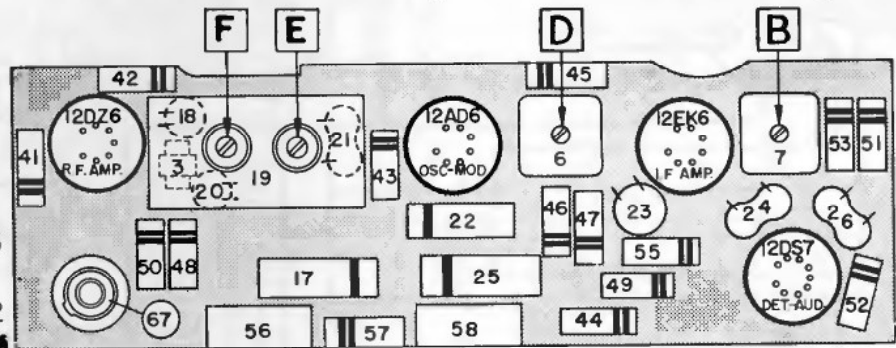 F E D B
42 45
12DZ6 18 12AD6 12EK6
41 R.F. AMP. 3 19 20 21 43 OSC-MOD 6 I.F. AMP. 7 53 51
22 46 47 23 24 26
50 48 17 25 55 12DS7
67 49 DET-AUD. 52
56 57 58 44